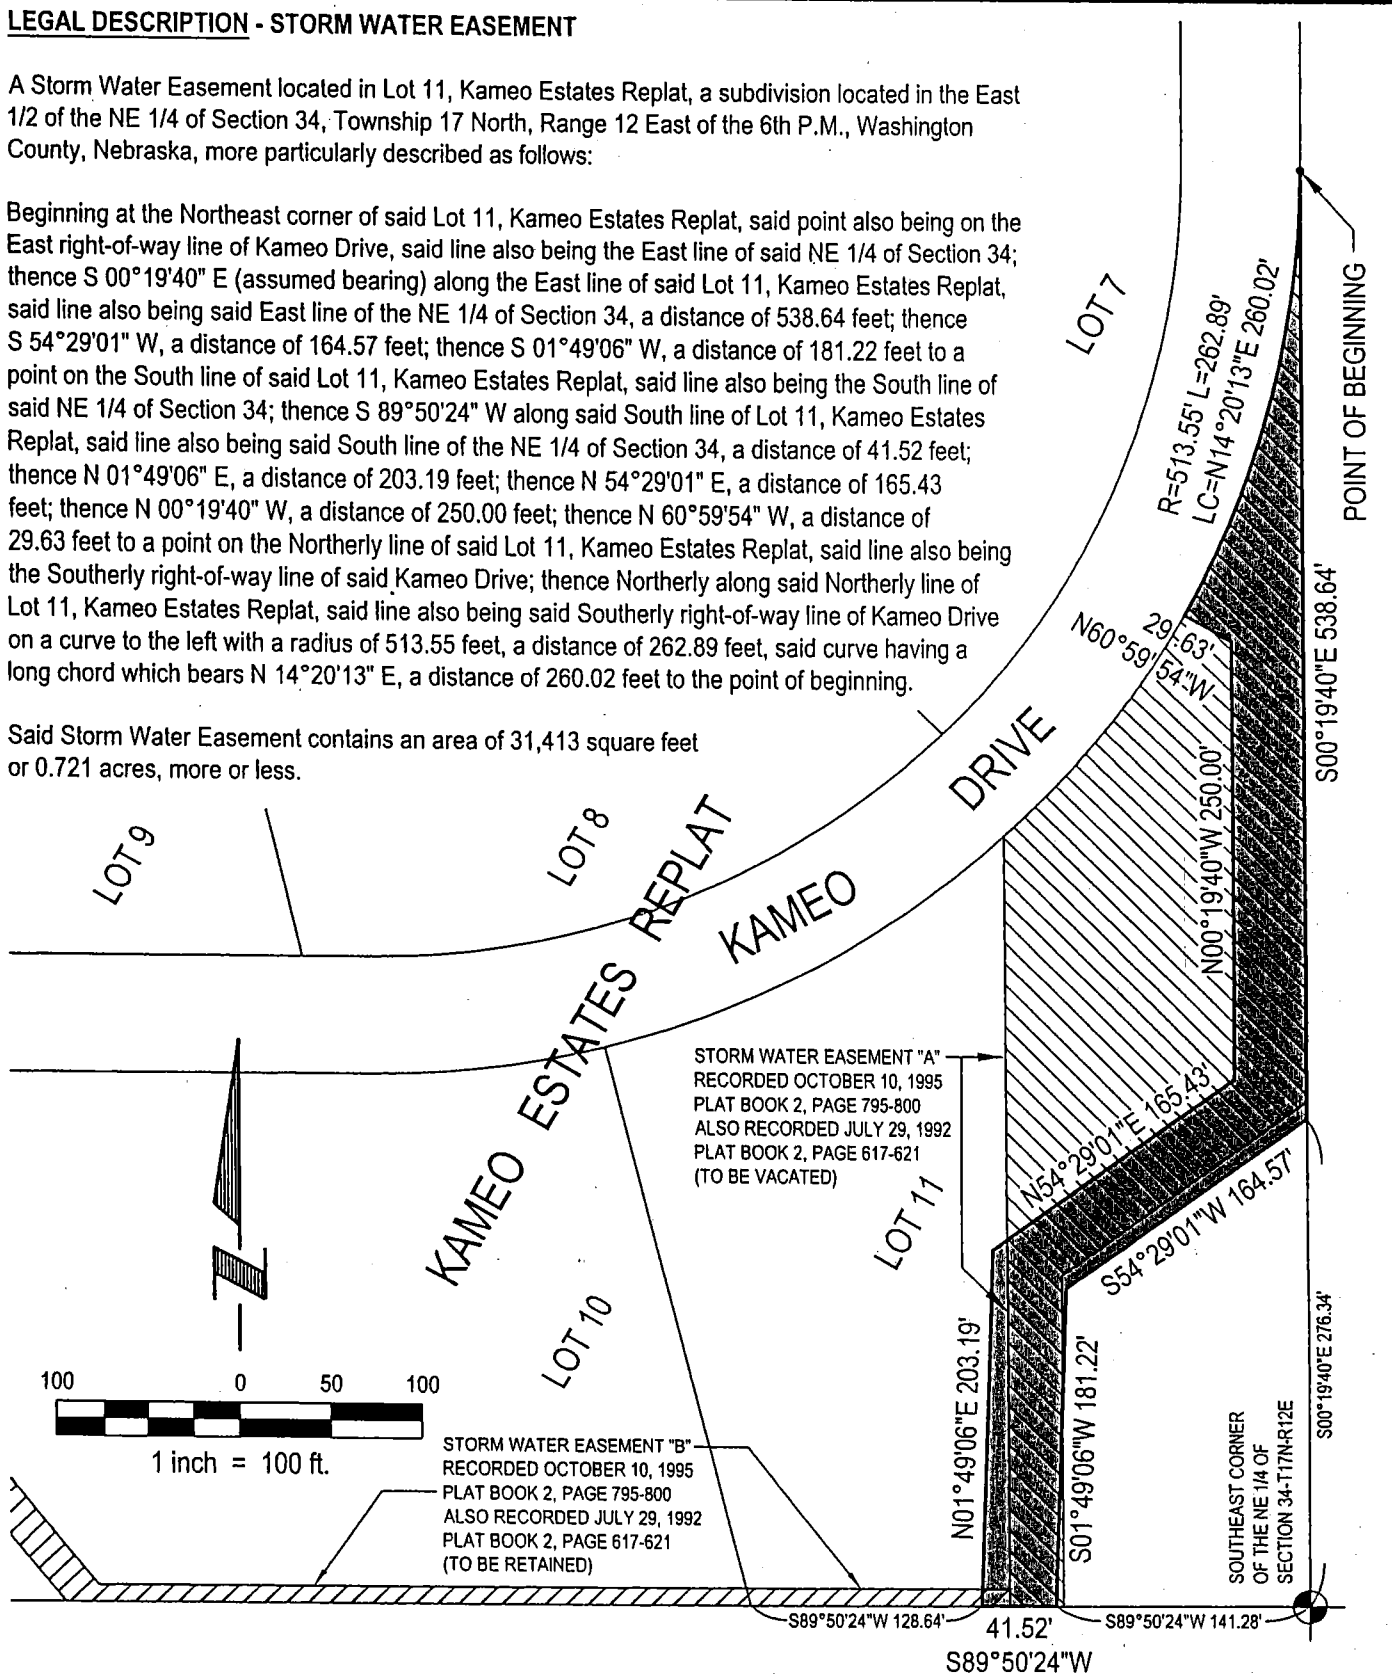 LEGAL DESCRIPTION - STORM WATER EASEMENT
A Storm Water Easement located in Lot 11, Kameo Estates Replat, a subdivision located in the East
1/2 of the NE 1/4 of Section 34, Township 17 North, Range 12 East of the 6th P.M., Washington
County, Nebraska, more particularly described as follows:
Beginning at the Northeast corner of said Lot 11, Kameo Estates Replat, said point also being on the
East right-of-way line of Kameo Drive, said line also being the East line of said NE 1/4 of Section 34;
thence S 00°19'40" E (assumed bearing) along the East line of said Lot 11, Kameo Estates Replat,
said line also being said East line of the NE 1/4 of Section 34, a distance of 538.64 feet; thence
S 54°29'01" W, a distance of 164.57 feet; thence S 01°49'06" W, a distance of 181.22 feet to a
point on the South line of said Lot 11, Kameo Estates Replat, said line also being the South line of
said NE 1/4 of Section 34; thence S 89°50'24" W along said South line of Lot 11, Kameo Estates
Replat, said line also being said South line of the NE 1/4 of Section 34, a distance of 41.52 feet;
thence N 01°49'06" E, a distance of 203.19 feet; thence N 54°29'01" E, a distance of 165.43
feet; thence N 00°19'40" W, a distance of 250.00 feet; thence N 60°59'54" W, a distance of
29.63 feet to a point on the Northerly line of said Lot 11, Kameo Estates Replat, said line also being
the Southerly right-of-way line of said Kameo Drive; thence Northerly along said Northerly line of
Lot 11, Kameo Estates Replat, said line also being said Southerly right-of-way line of Kameo Drive
on a curve to the left with a radius of 513.55 feet, a distance of 262.89 feet, said curve having a
long chord which bears N 14°20'13" E, a distance of 260.02 feet to the point of beginning.
Said Storm Water Easement contains an area of 31,413 square feet
or 0.721 acres, more or less.
LOT 7
R=513.55' L=262.89'
LC=N14°20'13"E 260.02'
POINT OF BEGINNING
S00°19'40"E 538.64'
29.63'
N60°59'54"W
N00°19'40"W 250.00'
KAMEO DRIVE
LOT 9
LOT 8
KAMEO ESTATES REPLAT
STORM WATER EASEMENT "A"
RECORDED OCTOBER 10, 1995
PLAT BOOK 2, PAGE 795-800
ALSO RECORDED JULY 29, 1992
PLAT BOOK 2, PAGE 617-621
(TO BE VACATED)
N54°29'01"E 165.43'
S54°29'01"W 164.57'
LOT 11
LOT 10
N01°49'06"E 203.19'
S01°49'06"W 181.22'
S00°19'40"E 276.34'
SOUTHEAST CORNER
OF THE NE 1/4 OF
SECTION 34-T17N-R12E
100 0 50 100
1 inch = 100 ft.
STORM WATER EASEMENT "B"
RECORDED OCTOBER 10, 1995
PLAT BOOK 2, PAGE 795-800
ALSO RECORDED JULY 29, 1992
PLAT BOOK 2, PAGE 617-621
(TO BE RETAINED)
S89°50'24"W 128.64'
41.52'
S89°50'24"W
S89°50'24"W 141.28'
N